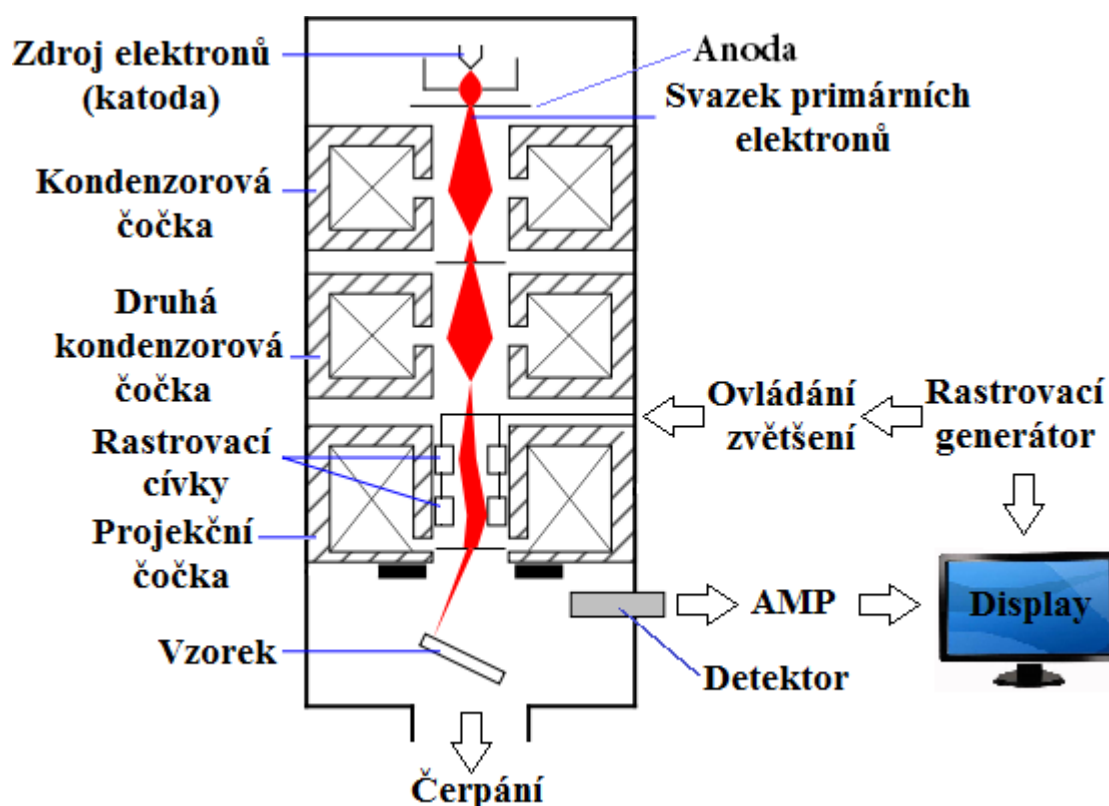 Zdroj elektronů
(katoda)
Anoda
Svazek primárních
elektronů
Kondenzorová
čočka
Druhá
kondenzorová
čočka
Ovládání
zvětšení
Rastrovací
generátor
Rastrovací
cívky
Projekční
čočka
AMP
Display
Vzorek
Detektor
Čerpání